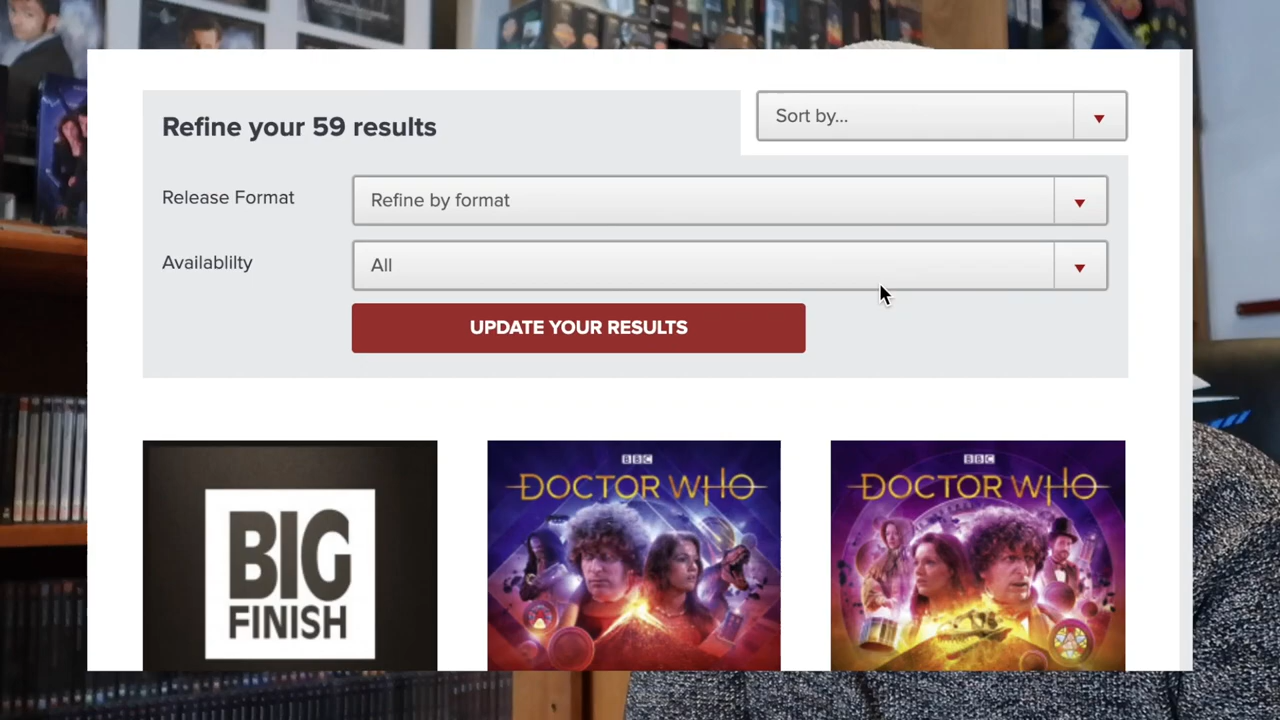 Refine your 59 results
Sort by...
Release Format
Refine by format
Availablilty
All
UPDATE YOUR RESULTS
BIG
FINISH
BBC
DOCTOR WHO
BBC
DOCTOR WHO